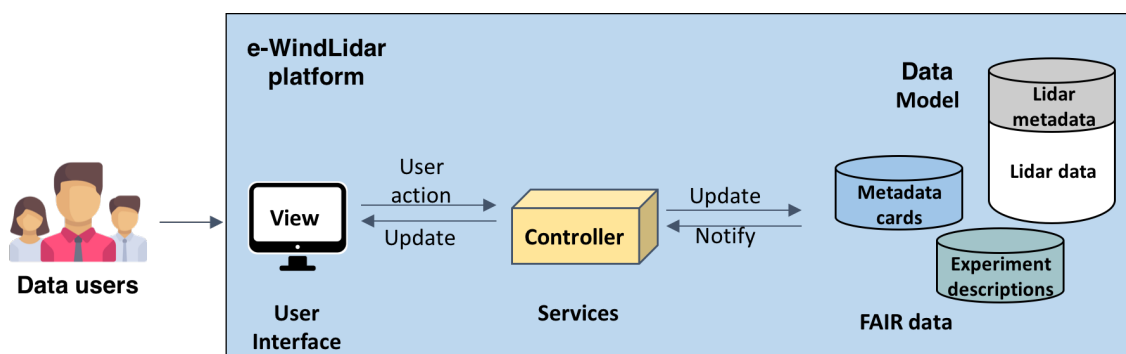 e-WindLidar
platform
Data users
View
User
Interface
User
action
Update
Controller
Services
Update
Notify
Data
Model
Lidar
metadata
Lidar data
Metadata
cards
Experiment
descriptions
FAIR data